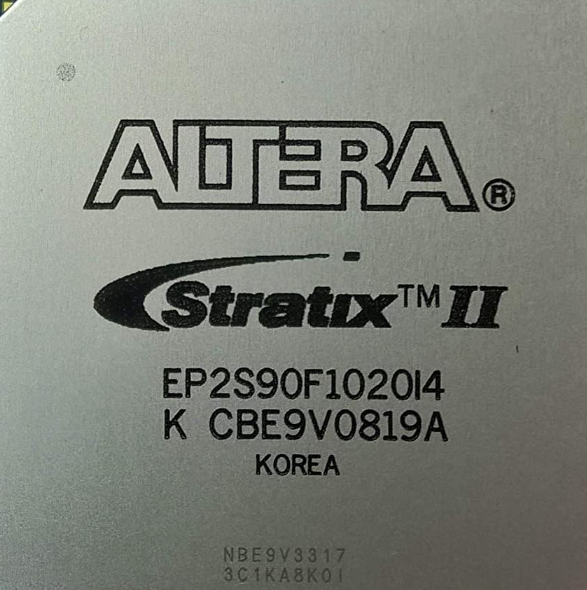 ALTERA®
Stratix™ II
EP2S90F1020I4
K CBE9V0819A
KOREA
NBE9V3317
3C1KA8K01